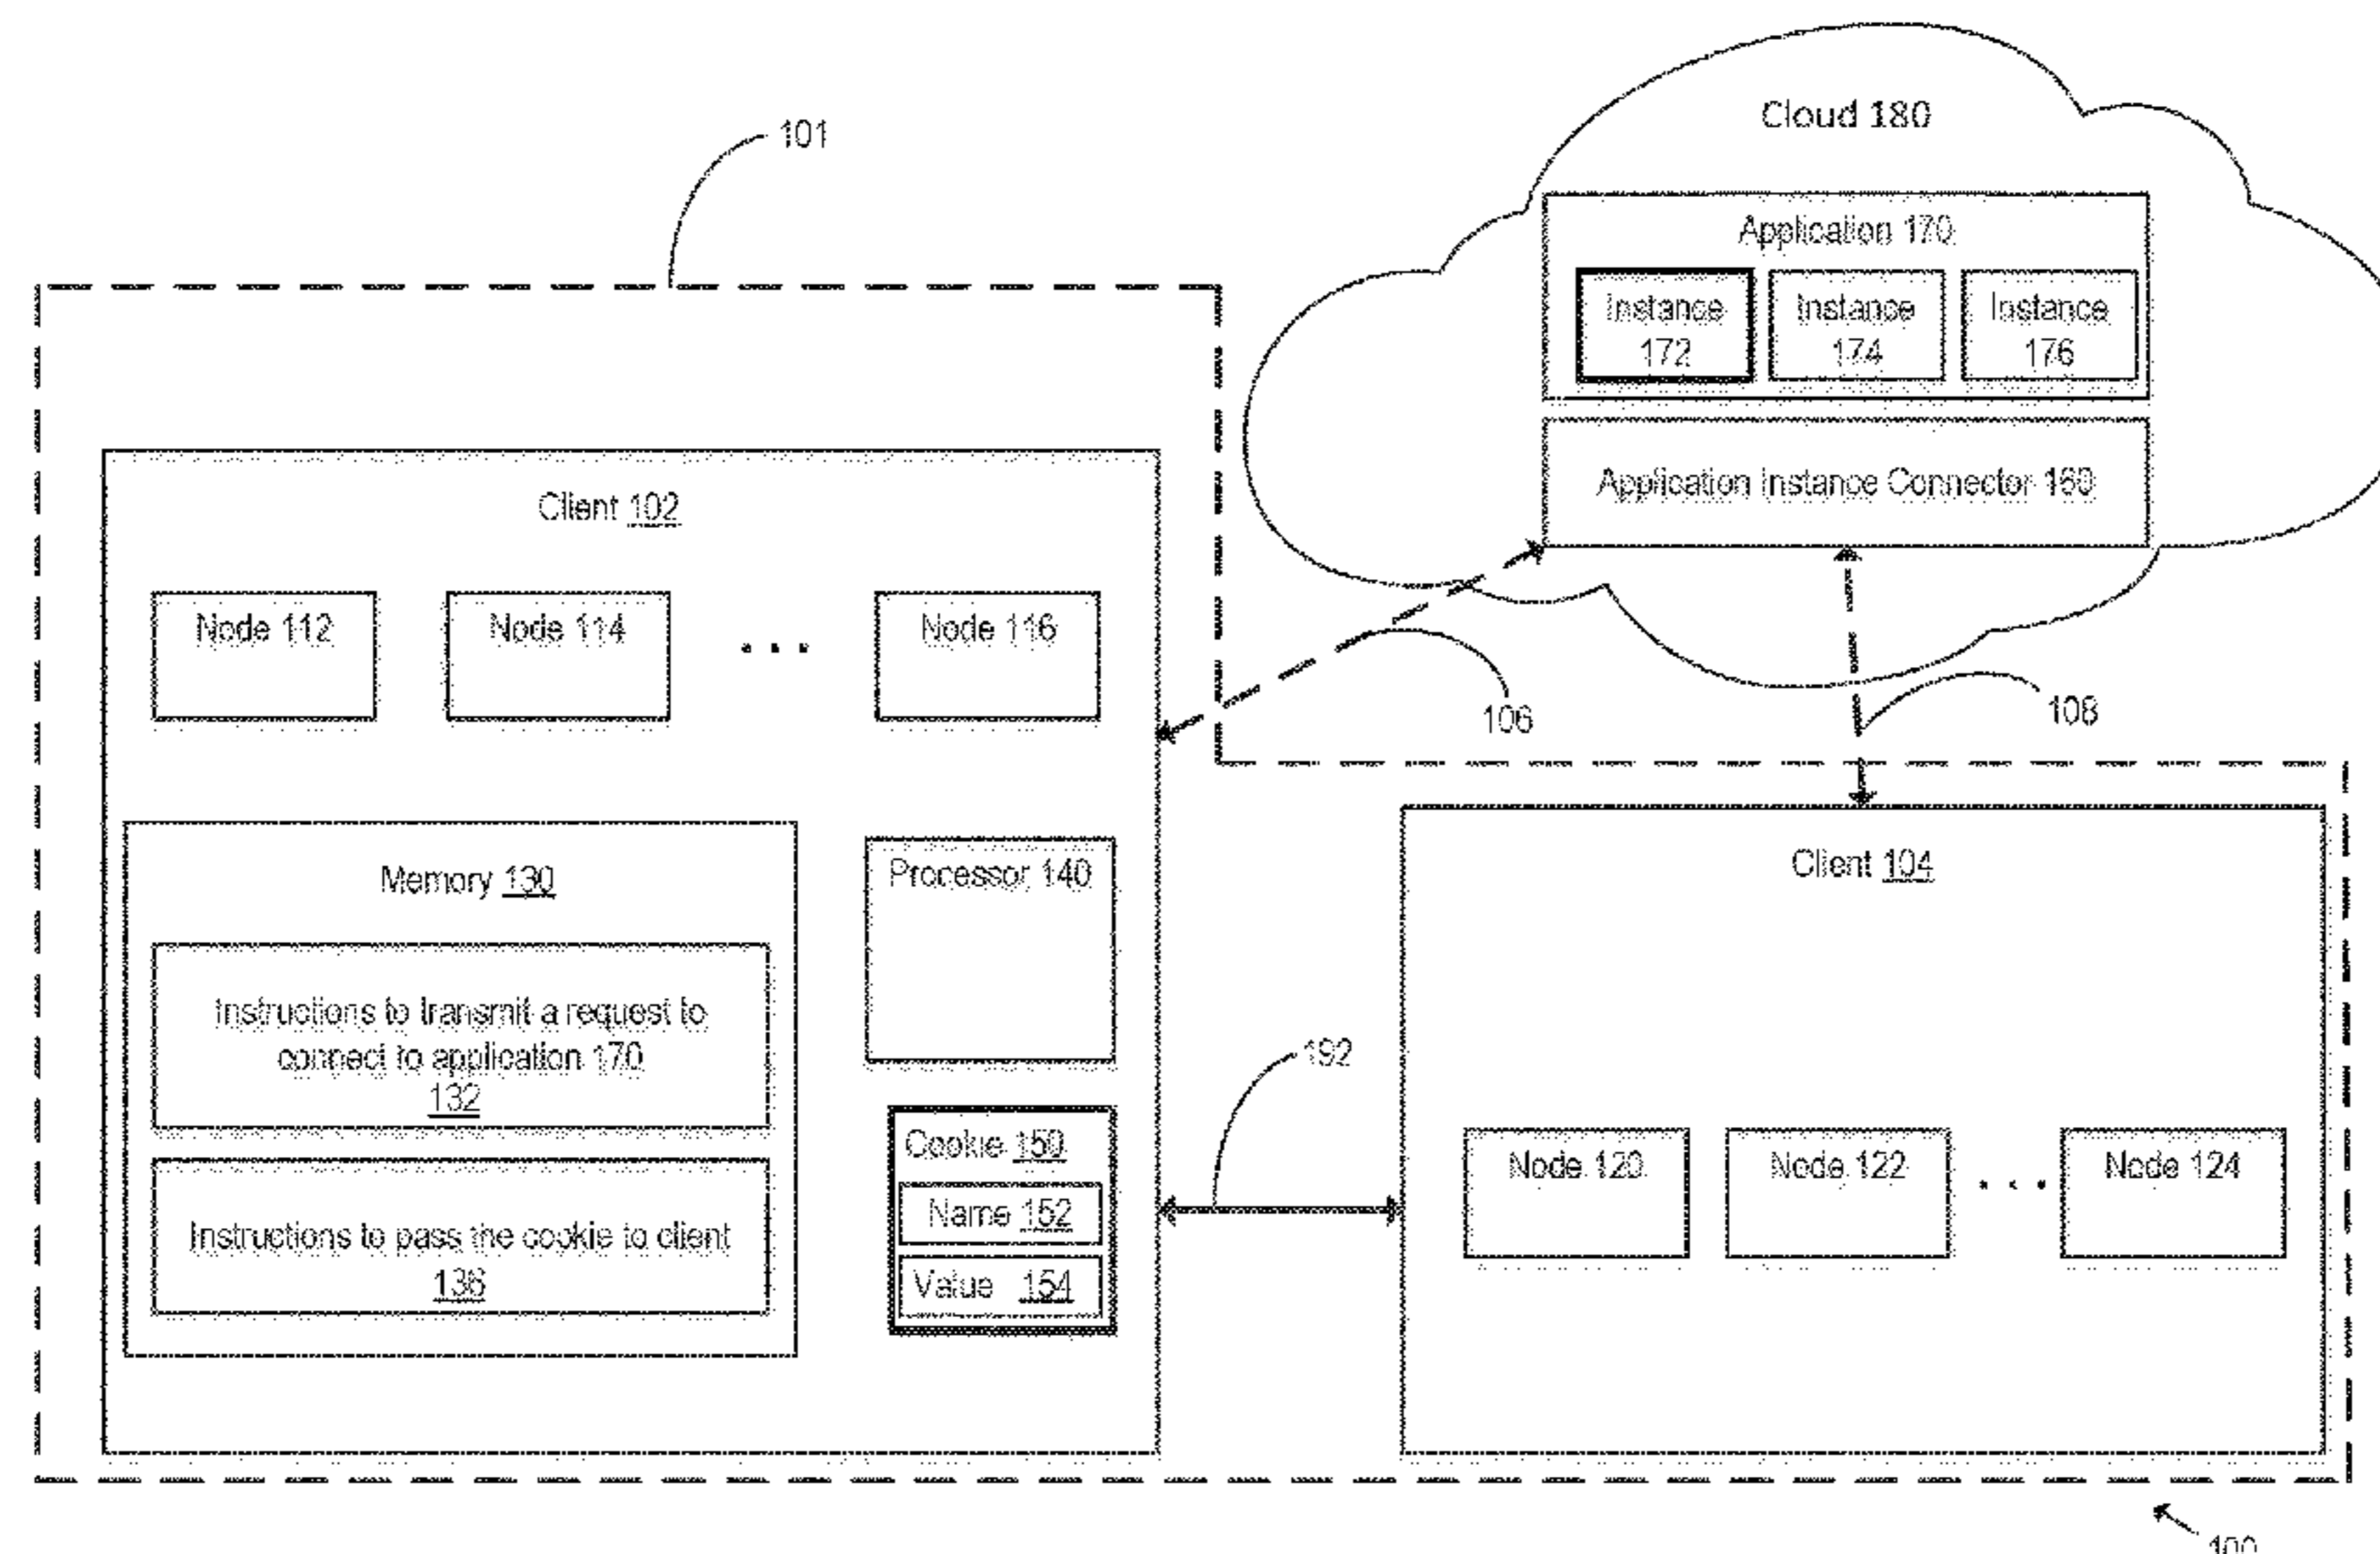 101
Cloud 180
Application 170
Instance
172
Instance
174
Instance
176
Application Instance Connector 160
Client 102
Node 112
Node 114
...
Node 116
106
108
Memory 130
Processor 140
Client 104
Instructions to transmit a request to
connect to application 170
132
192
Cookie 150
Name 152
Value 154
Node 120
Node 122
...
Node 124
Instructions to pass the cookie to client
136
100